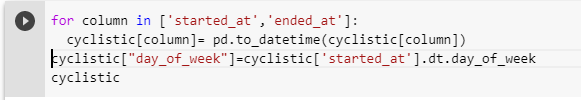 for column in ['started_at','ended_at']:
  cyclistic[column]= pd.to_datetime(cyclistic[column])
cyclistic["day_of_week"]=cyclistic['started_at'].dt.day_of_week
cyclistic